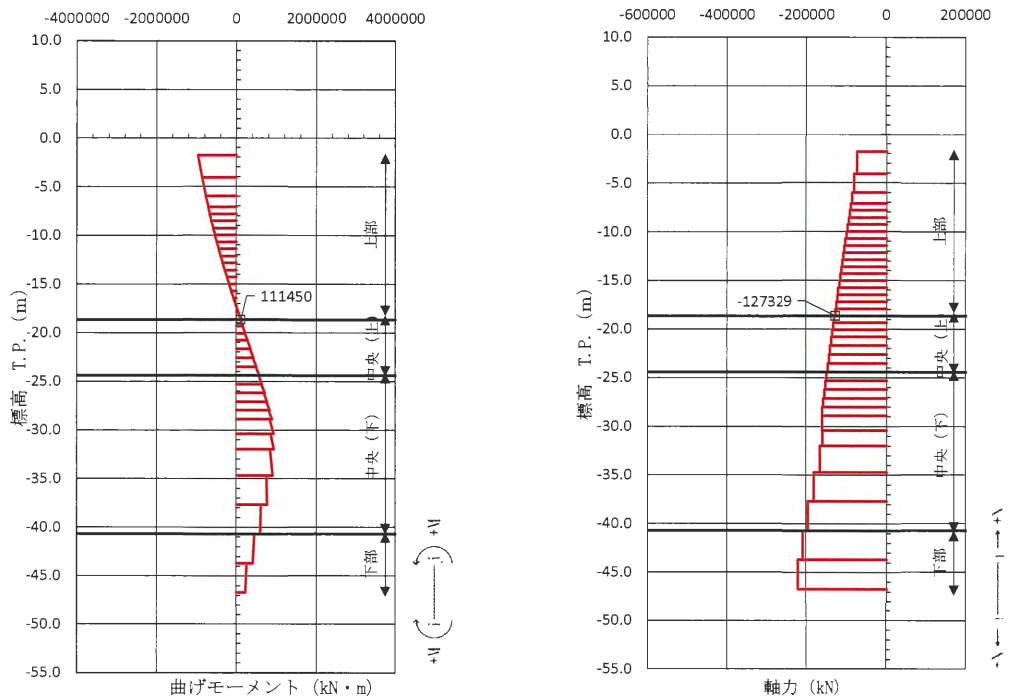 -4000000 -2000000 0 2000000 4000000
10.0
5.0
0.0
-5.0
-10.0
-15.0
-20.0
-25.0
-30.0
-35.0
-40.0
-45.0
-50.0
-55.0
標高 T.P. (m)
111450
上部
中央 (上)
中央 (下)
下部
+M i j +M
曲げモーメント (kN・m)
-600000 -400000 -200000 0 200000
10.0
5.0
0.0
-5.0
-10.0
-15.0
-20.0
-25.0
-30.0
-35.0
-40.0
-45.0
-50.0
-55.0
標高 T.P. (m)
-127329
上部
中央 (上)
中央 (下)
下部
+N i j +N
軸力 (kN)